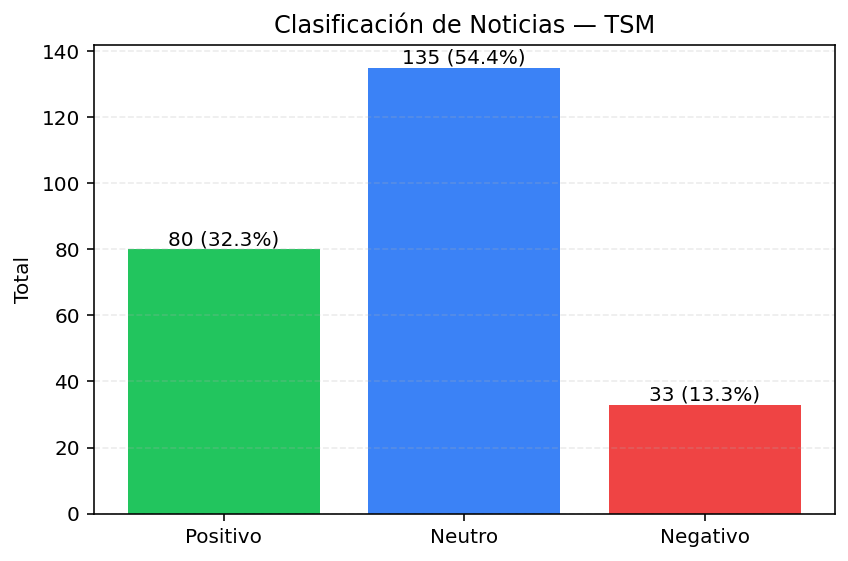 Clasificación de Noticias — TSM
140
120
100
80
60
40
20
0
Total
135 (54.4%)
80 (32.3%)
33 (13.3%)
Positivo
Neutro
Negativo